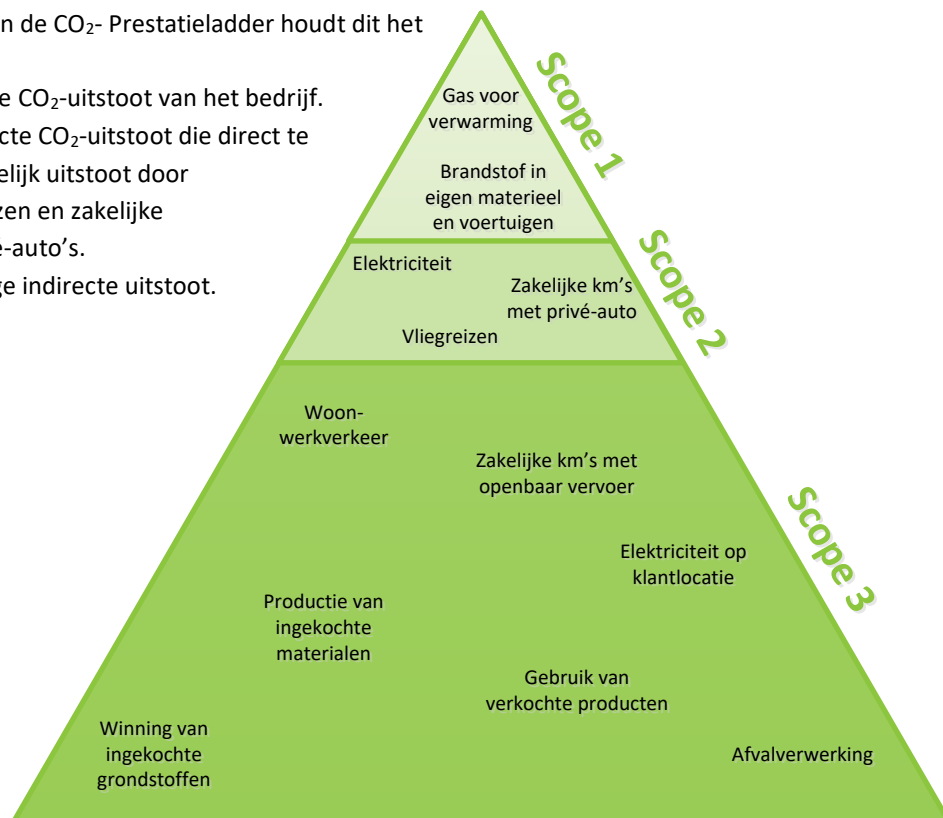 n de CO₂- Prestatieladder houdt dit het
e CO₂-uitstoot van het bedrijf.
cte CO₂-uitstoot die direct te
elijk uitstoot door
zen en zakelijke
-auto's.
ge indirecte uitstoot.
Gas voor
verwarming
Brandstof in
eigen materieel
en voertuigen
Scope 1
Elektriciteit
Zakelijke km's
met privé-auto
Vliegreizen
Scope 2
Woon-
werkverkeer
Zakelijke km's met
openbaar vervoer
Elektriciteit op
klantlocatie
Productie van
ingekochte
materialen
Gebruik van
verkochte producten
Winning van
ingekochte
grondstoffen
Afvalverwerking
Scope 3